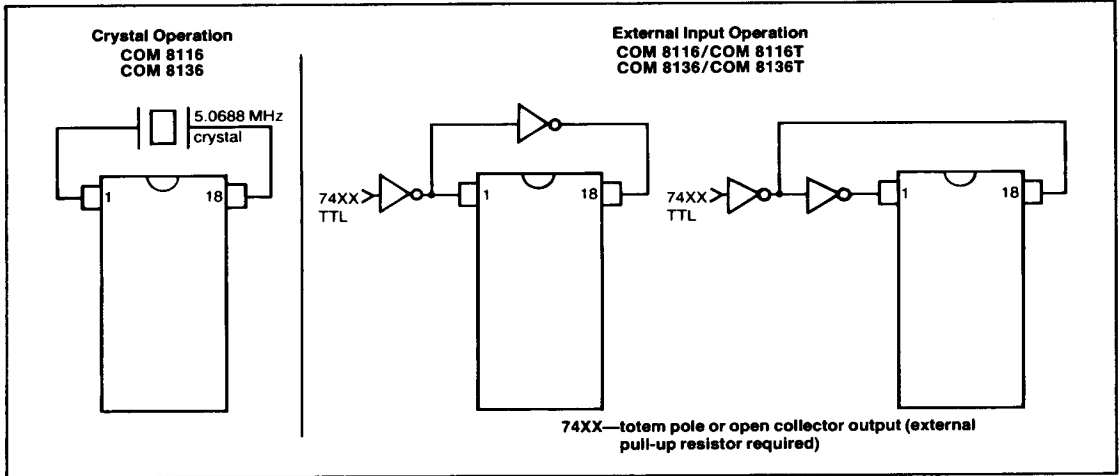 Crystal Operation
COM 8116
COM 8136
5.0688 MHz
crystal
1
18
External Input Operation
COM 8116/COM 8116T
COM 8136/COM 8136T
74XX
TTL
1
18
74XX
TTL
1
18
74XX—totem pole or open collector output (external
pull-up resistor required)